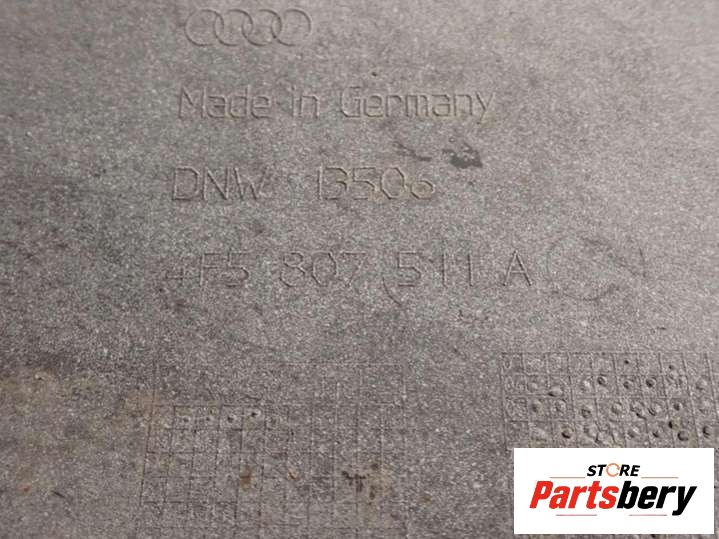 Made in Germany
DNW 13506
4F5 807 511 A
STORE
Partsbery